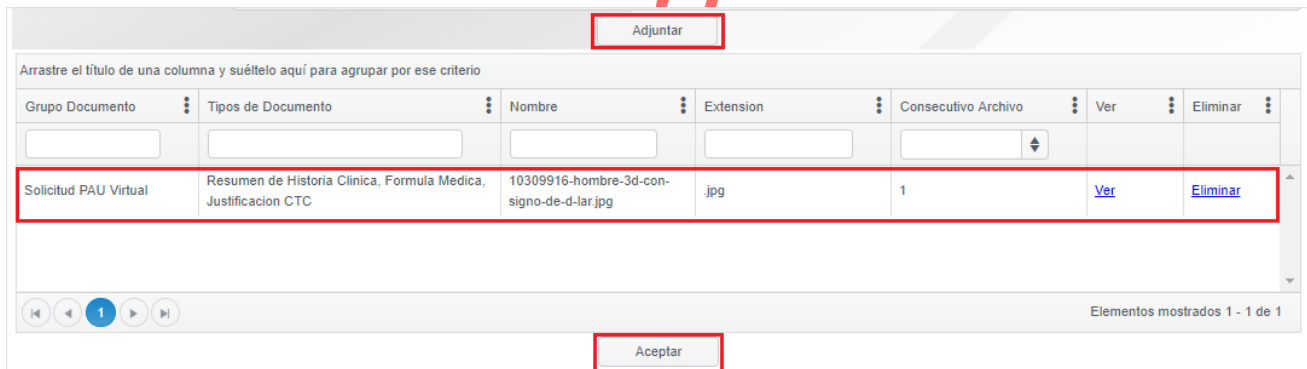 Adjuntar
Arrastre el título de una columna y suéltelo aquí para agrupar por ese criterio
Grupo Documento Tipos de Documento Nombre Extension Consecutivo Archivo Ver Eliminar
Solicitud PAU Virtual Resumen de Historia Clinica, Formula Medica, 10309916-hombre-3d-con- .jpg 1 Ver Eliminar
Justificacion CTC signo-de-d-lar.jpg
1 Elementos mostrados 1 - 1 de 1
Aceptar